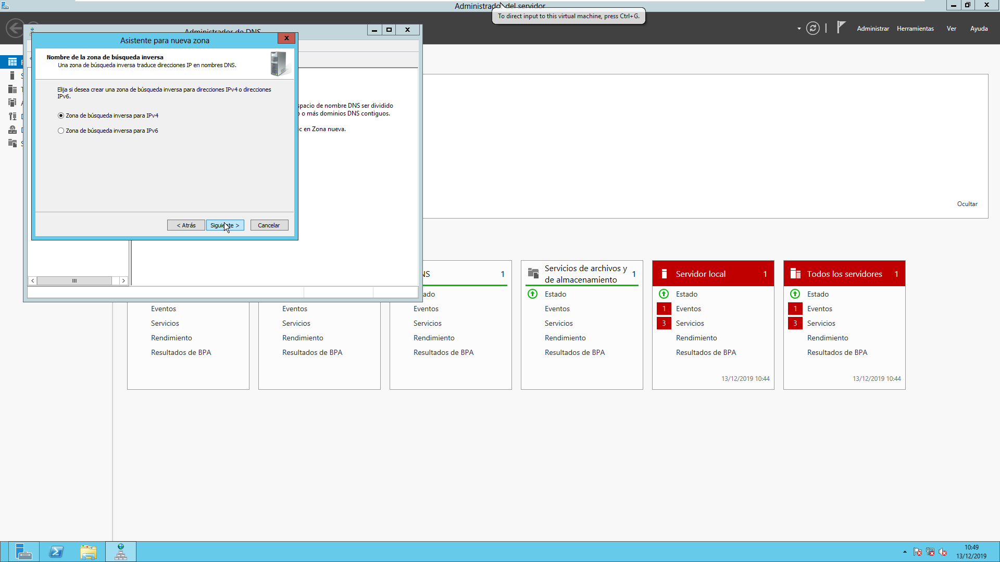 Administrador del servidor
To direct input to this virtual machine, press Ctrl+G.
Administrar Herramientas Ver Ayuda
Asistente para nueva zona
Nombre de la zona de búsqueda inversa
Una zona de búsqueda inversa traduce direcciones IP en nombres DNS.
Elija si desea crear una zona de búsqueda inversa para direcciones IPv4 o direcciones
IPv6.
Zona de búsqueda inversa para IPv4
Zona de búsqueda inversa para IPv6
< Atrás Siguiente > Cancelar
Administrador de DNS
spacio de nombre DNS ser dividido
o o más dominios DNS contiguos.
ic en Zona nueva.
Ocultar
Eventos
Servicios
Rendimiento
Resultados de BPA
Eventos
Servicios
Rendimiento
Resultados de BPA
NS 1
ado
Eventos
Servicios
Rendimiento
Resultados de BPA
Servicios de archivos y
de almacenamiento 1
Estado
Eventos
Servicios
Rendimiento
Resultados de BPA
Servidor local 1
Estado
1 Eventos
3 Servicios
Rendimiento
Resultados de BPA
13/12/2019 10:44
Todos los servidores 1
Estado
1 Eventos
3 Servicios
Rendimiento
Resultados de BPA
13/12/2019 10:44
10:49
13/12/2019